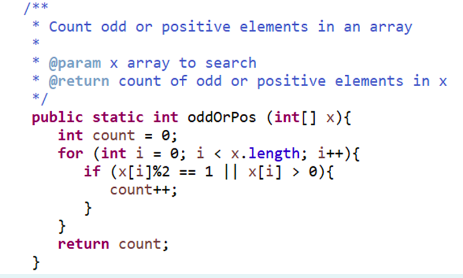 /**
 * Count odd or positive elements in an array
 *
 * @param x array to search
 * @return count of odd or positive elements in x
 */
public static int oddOrPos (int[] x){
    int count = 0;
    for (int i = 0; i < x.length; i++){
        if (x[i]%2 == 1 || x[i] > 0){
            count++;
        }
    }
    return count;
}